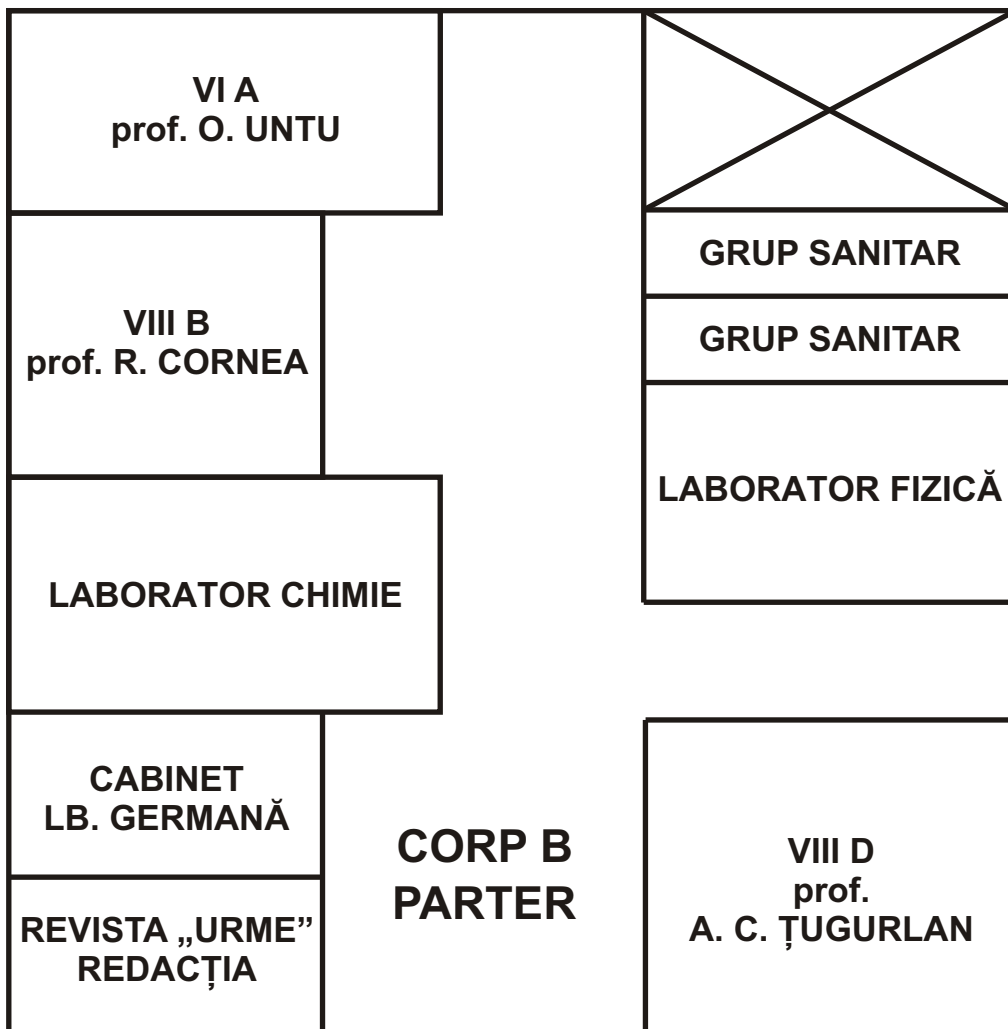 VI A
prof. O. UNTU
GRUP SANITAR
VIII B
prof. R. CORNEA
GRUP SANITAR
LABORATOR FIZICĂ
LABORATOR CHIMIE
CABINET
LB. GERMANĂ
CORP B
PARTER
VIII D
prof.
A. C. ȚUGURLAN
REVISTA „URME”
REDACȚIA